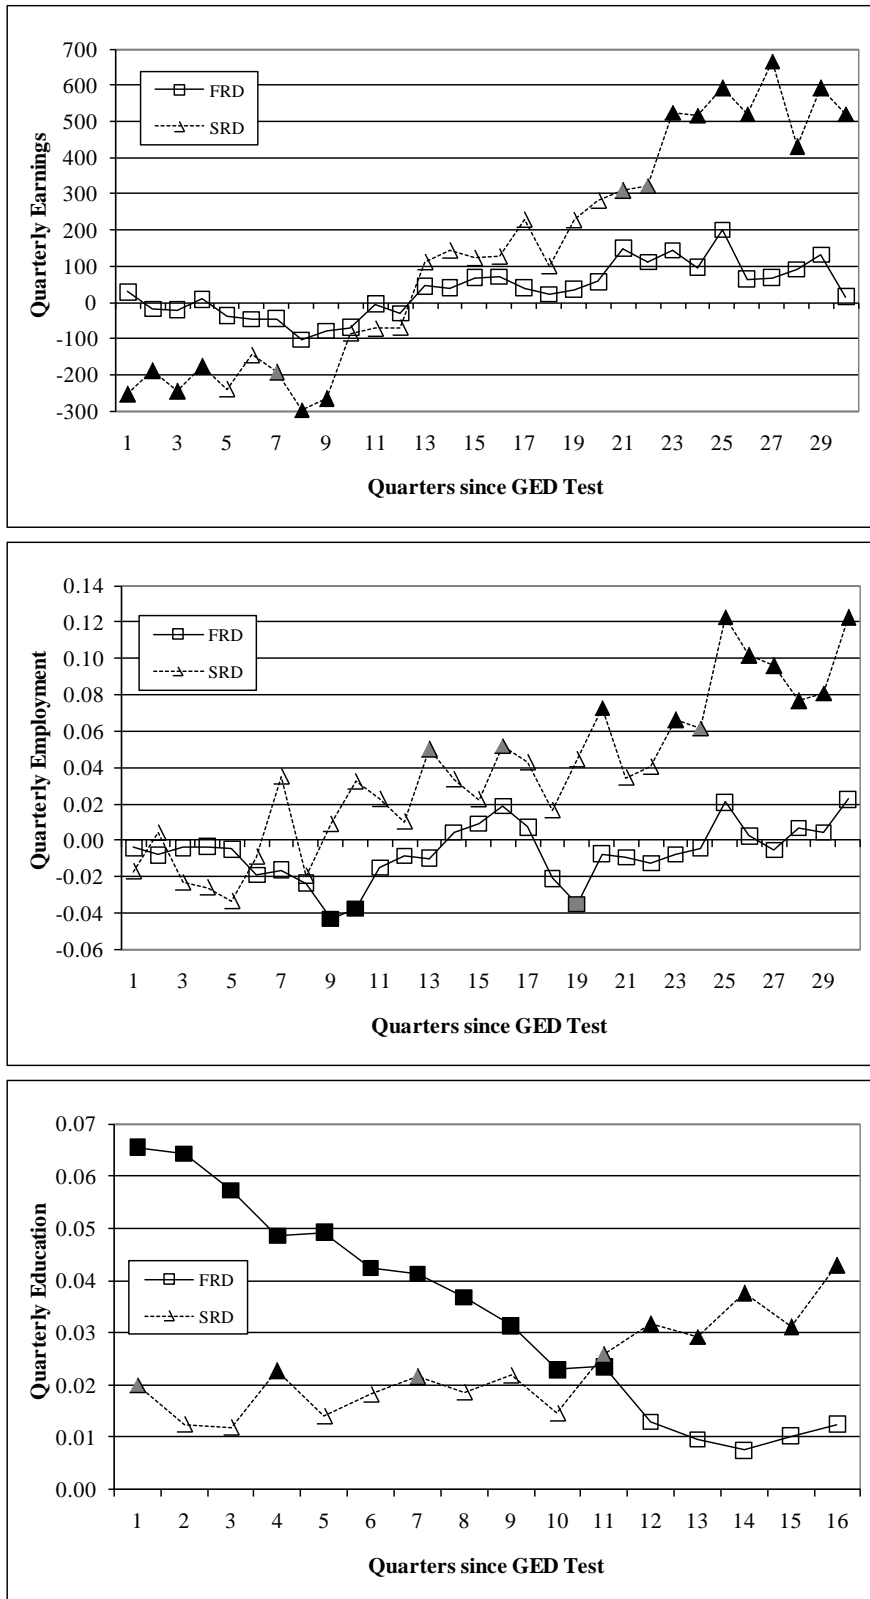 700
600
500
400
300
200
100
0
-100
-200
-300
Quarterly Earnings
FRD
SRD
1 3 5 7 9 11 13 15 17 19 21 23 25 27 29
Quarters since GED Test
0.14
0.12
0.10
0.08
0.06
0.04
0.02
0.00
-0.02
-0.04
-0.06
Quarterly Employment
FRD
SRD
1 3 5 7 9 11 13 15 17 19 21 23 25 27 29
Quarters since GED Test
0.07
0.06
0.05
0.04
0.03
0.02
0.01
0.00
Quarterly Education
FRD
SRD
1 2 3 4 5 6 7 8 9 10 11 12 13 14 15 16
Quarters since GED Test